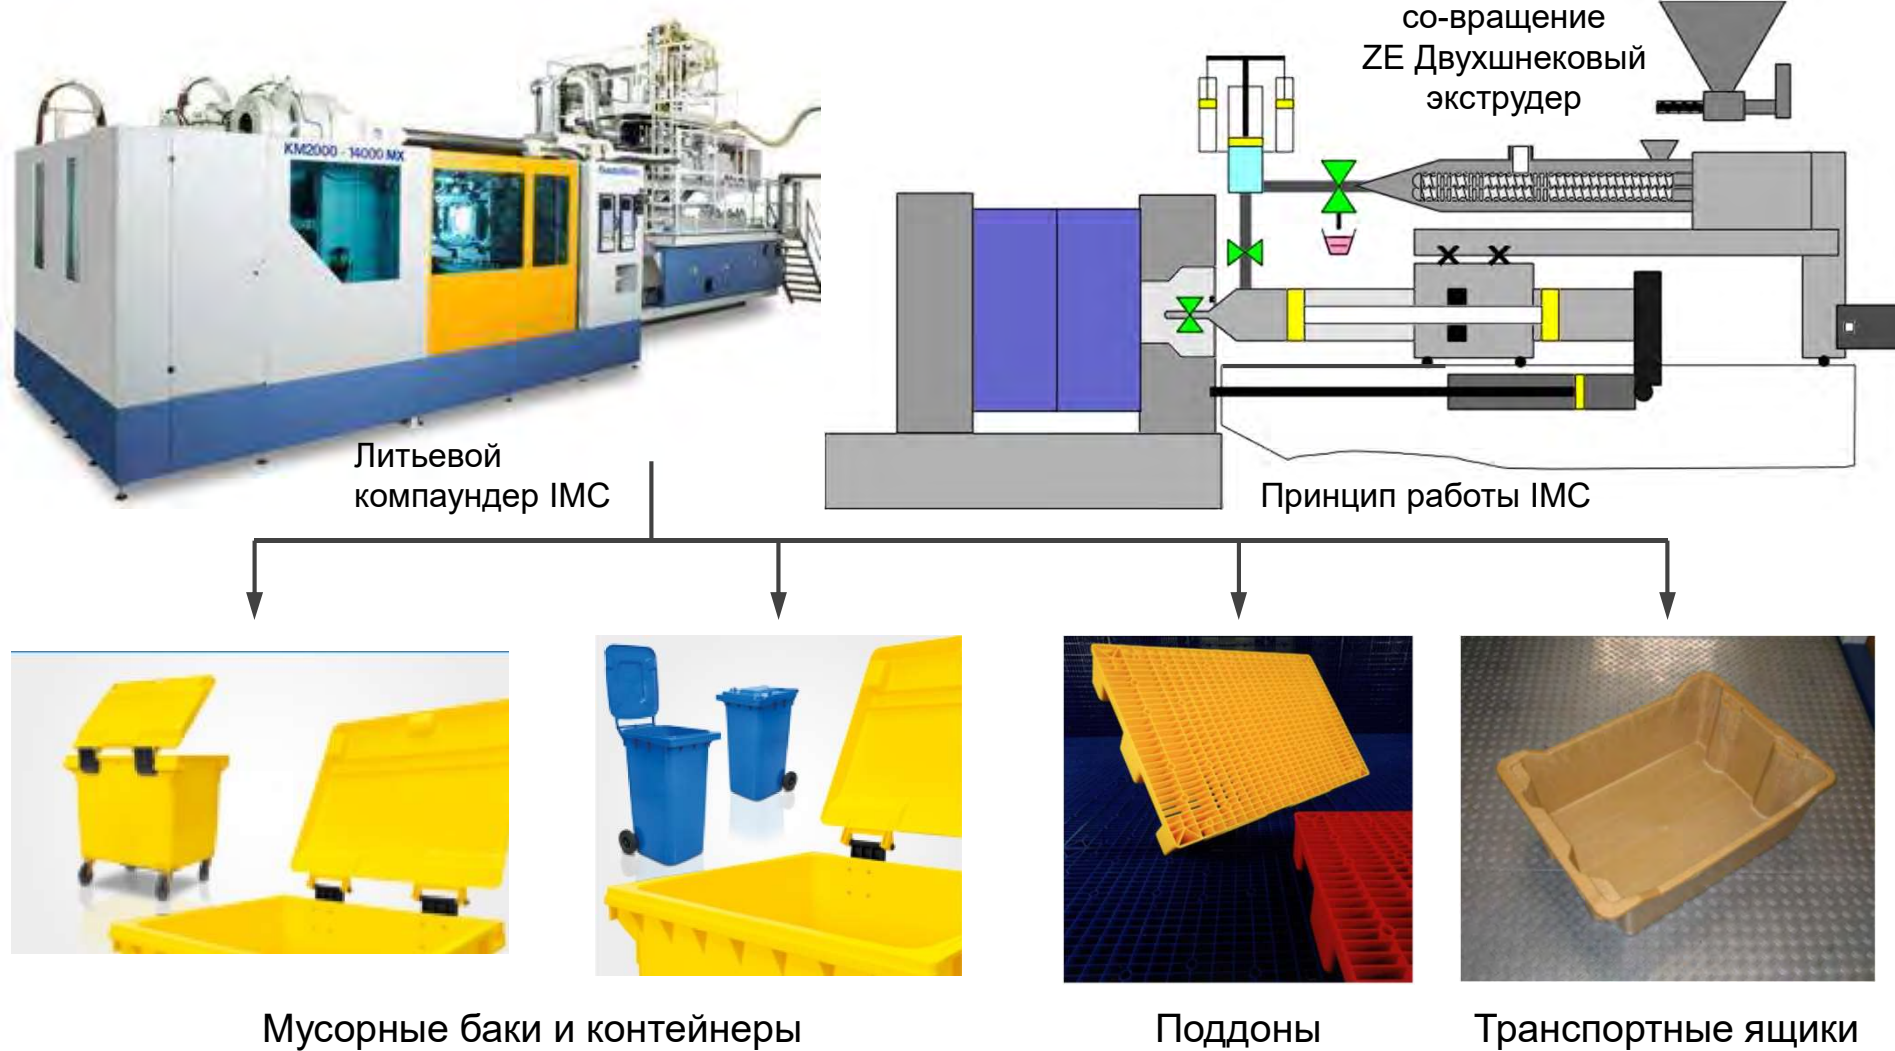 со-вращение
ZE Двухшнековый
экструдер
KM2000 - 14000 MX
Литьевой
компаундер IMC
Принцип работы IMC
Мусорные баки и контейнеры
Поддоны
Транспортные ящики